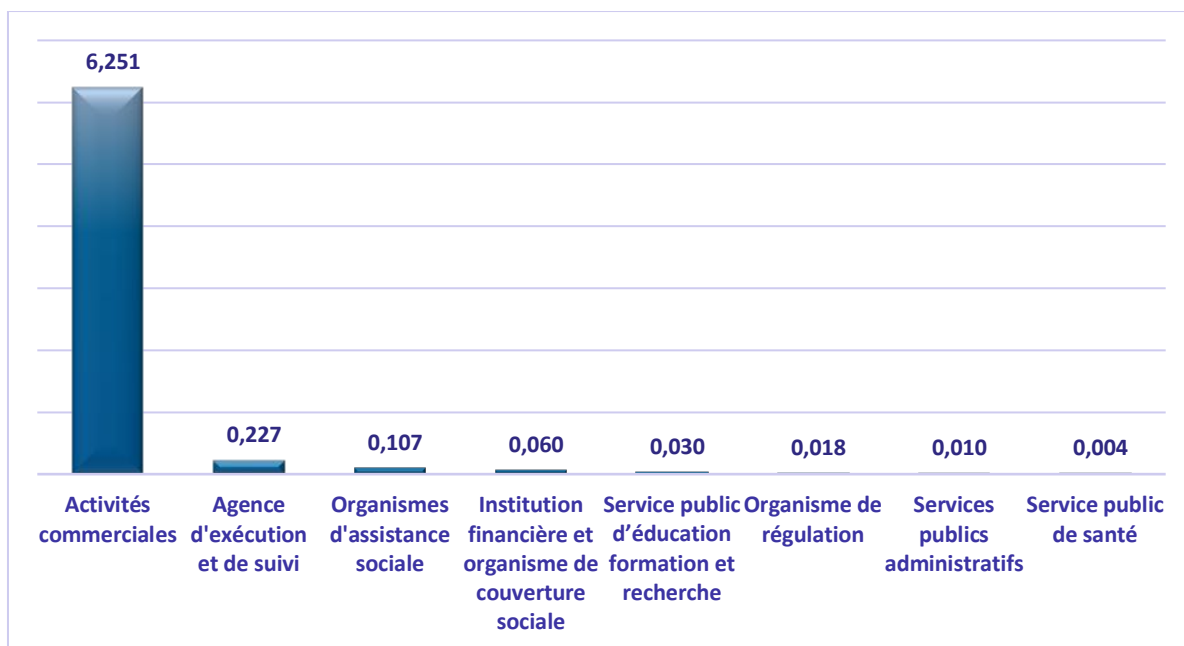 6,251
0,227
0,107
0,060
0,030
0,018
0,010
0,004
Activités
commerciales
Agence
d'exécution
et de suivi
Organismes
d'assistance
sociale
Institution
financière et
organisme de
couverture
sociale
Service public
d’éducation
formation et
recherche
Organisme de
régulation
Services
publics
administratifs
Service public
de santé